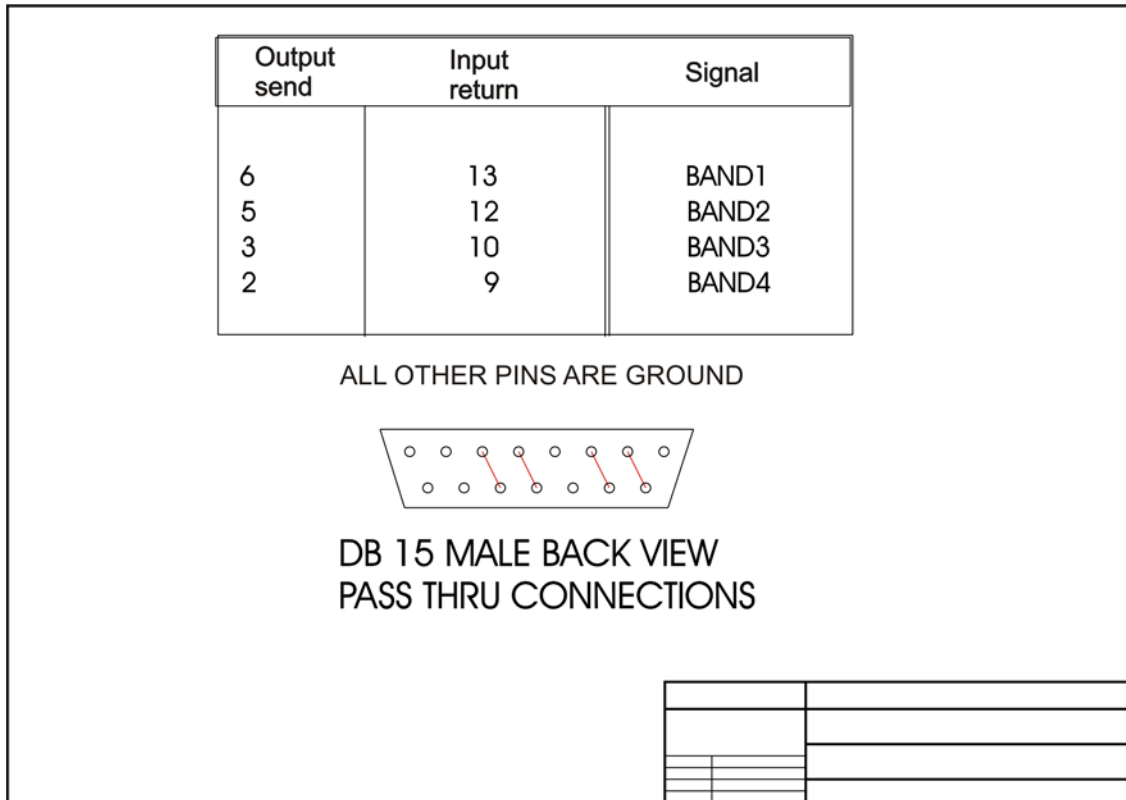 Output send Input return Signal
6 13 BAND1
5 12 BAND2
3 10 BAND3
2 9 BAND4
ALL OTHER PINS ARE GROUND
DB 15 MALE BACK VIEW
PASS THRU CONNECTIONS